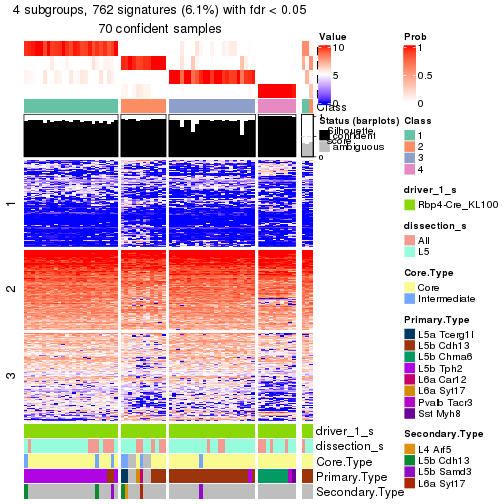 4 subgroups, 762 signatures (6.1%) with fdr < 0.05
70 confident samples
Value
10
5
0
Prob
1
0.5
0
Class
Status (barplots)
confident
ambiguous
Silhouette
score
1
0
Class
1
2
3
4
driver_1_s
Rbp4-Cre_KL100
dissection_s
All
L5
Core.Type
Core
Intermediate
Primary.Type
L5a Tcerg1l
L5b Cdh13
L5b Chrna6
L5b Tph2
L6a Car12
L6a Syt17
Pvalb Tacr3
Sst Myh8
Secondary.Type
L4 Arf5
L5b Cdh13
L5b Samd3
L6a Syt17
1
2
3
driver_1_s
dissection_s
Core.Type
Primary.Type
Secondary.Type